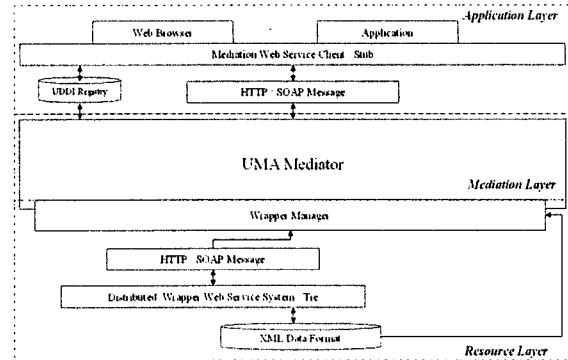 Application Layer
Web Browser
Application
Mediation Web Service Client Stub
UDDI Registry
HTTP SOAP Message
UMA Mediator
Mediation Layer
Wrapper Manager
HTTP SOAP Message
Distributed Wrapper Web Service System Tie
XML Data Format
Resource Layer